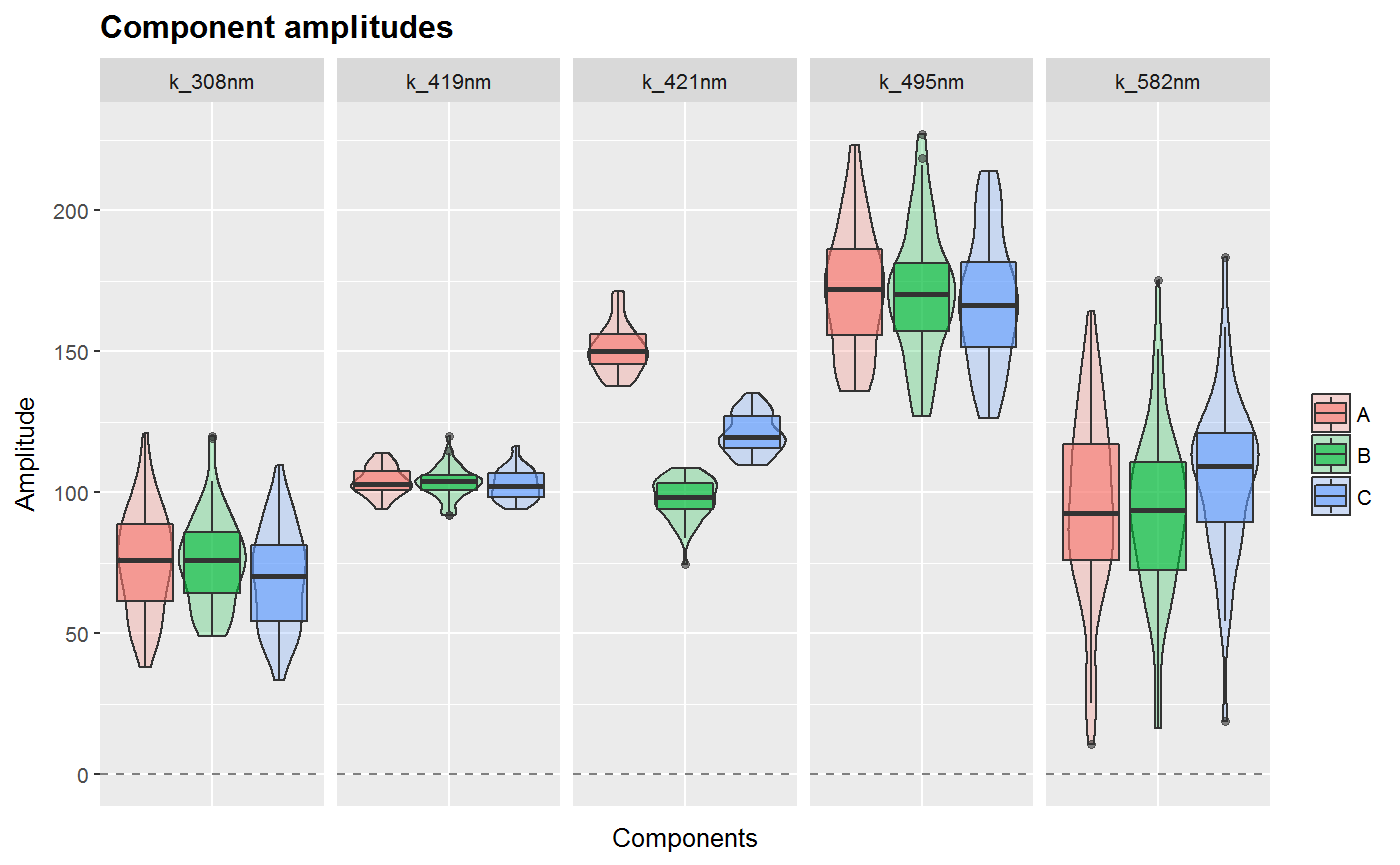 Component amplitudes
k_308nm k_419nm k_421nm k_495nm k_582nm
Amplitude
200
150
100
50
0
A
B
C
Components